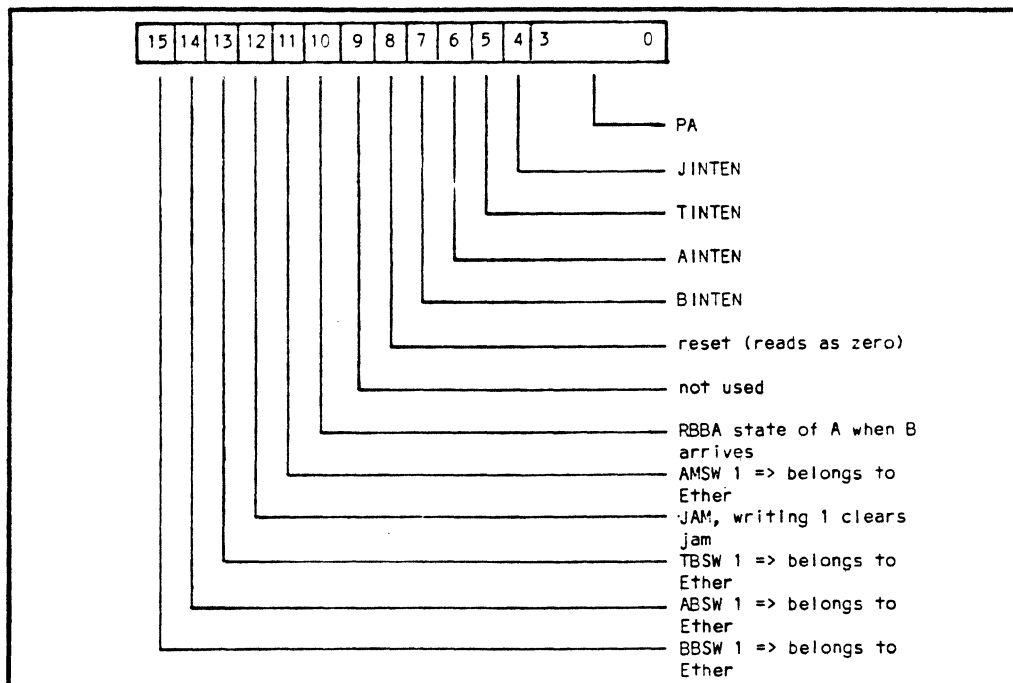 15 14 13 12 11 10 9 8 7 6 5 4 3 0
PA
JINTEN
TINTEN
AINTEN
BINTEN
reset (reads as zero)
not used
RBBA state of A when B
arrives
AMSW 1 => belongs to
Ether
JAM, writing 1 clears
jam
TBSW 1 => belongs to
Ether
ABSW 1 => belongs to
Ether
BBSW 1 => belongs to
Ether